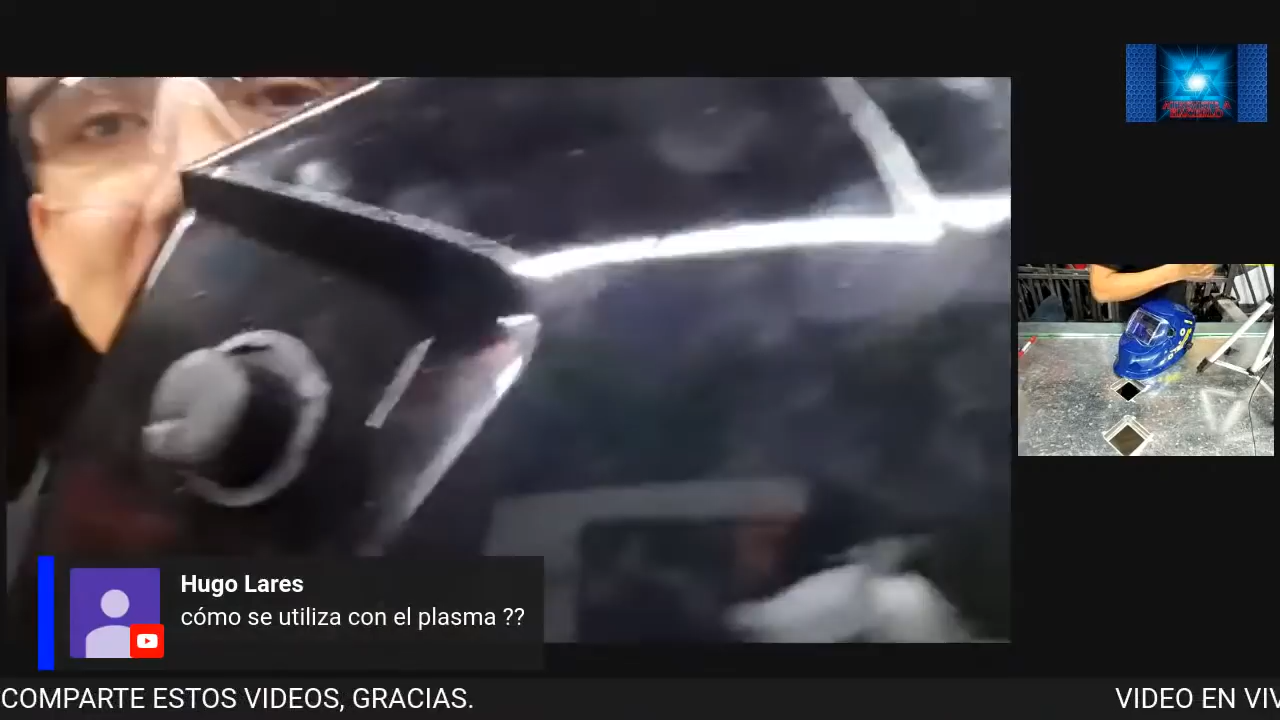 Hugo Lares
cómo se utiliza con el plasma ??
COMPARTE ESTOS VIDEOS, GRACIAS.
VIDEO EN VIV